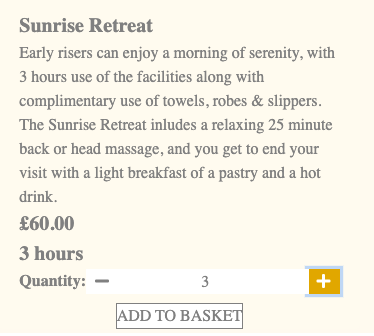 Sunrise Retreat
Early risers can enjoy a morning of serenity, with
3 hours use of the facilities along with
complimentary use of towels, robes & slippers.
The Sunrise Retreat inludes a relaxing 25 minute
back or head massage, and you get to end your
visit with a light breakfast of a pastry and a hot
drink.
£60.00
3 hours
Quantity: − 3 +
ADD TO BASKET